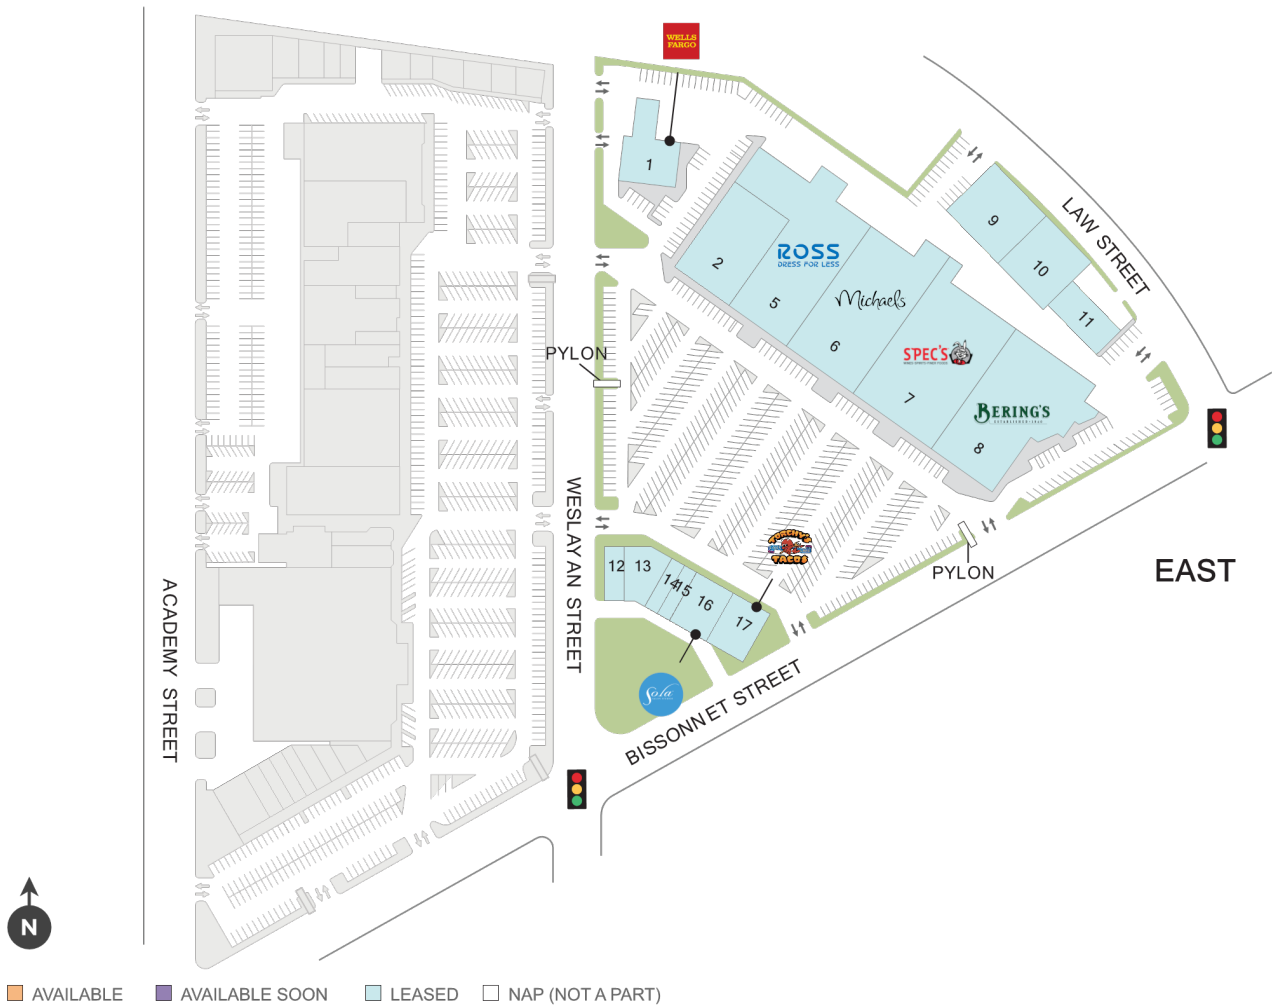 WELLS
FARGO
1
2
ROSS
DRESS FOR LESS
5
Michaels
6
SPEC'S
7
BERING'S
8
9
10
11
LAW STREET
PYLON
WESLAYAN STREET
ACADEMY STREET
TORCHY'S
TACOS
12
13
14
15
16
17
Sola
PYLON
EAST
BISSONNET STREET
N
AVAILABLE
AVAILABLE SOON
LEASED
NAP (NOT A PART)